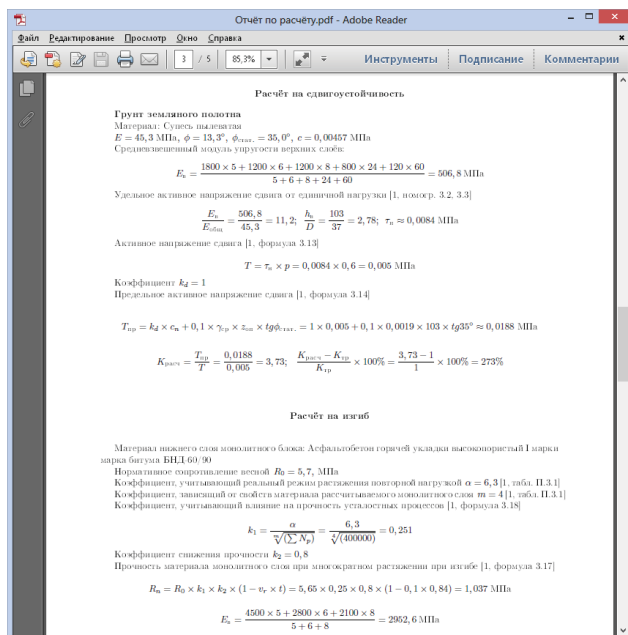 Отчёт по расчёту.pdf - Adobe Reader
Файл Редактирование Просмотр Окно Справка
3 / 5 85,3% Инструменты Подписание Комментарии
Расчёт на сдвигоустойчивость
Грунт земляного полотна
Материал: Супесь пылеватая
E = 45,3 МПа, ϕ = 13,3°, ϕстат. = 35,0°, c = 0,00457 МПа
Средневзвешенный модуль упругости верхних слоёв:
Eв = (1800 × 5 + 1200 × 6 + 1200 × 8 + 800 × 24 + 120 × 60) / (5 + 6 + 8 + 24 + 60) = 506,8 МПа
Удельное активное напряжение сдвига от единичной нагрузки [1, номогр. 3.2, 3.3]
Eв / Eобщ = 506,8 / 45,3 = 11,2; hв / D = 103 / 37 = 2,78; τн ≈ 0,0084 МПа
Активное напряжение сдвига [1, формула 3.13]
T = τн × p = 0,0084 × 0,6 = 0,005 МПа
Коэффициент kd = 1
Предельное активное напряжение сдвига [1, формула 3.14]
Tпр = kd × cn + 0,1 × γср × zоп × tgϕстат. = 1 × 0,005 + 0,1 × 0,0019 × 103 × tg35° ≈ 0,0188 МПа
Kрасч = Tпр / T = 0,0188 / 0,005 = 3,73; (Kрасч − Kтр) / Kтр × 100% = (3,73 − 1) / 1 × 100% = 273%
Расчёт на изгиб
Материал нижнего слоя монолитного блока: Асфальтобетон горячей укладки высокопористый I марки
марка битума БНД-60/90
Нормативное сопротивление весной R0 = 5,7, МПа
Коэффициент, учитывающий реальный режим растяжения повторной нагрузкой α = 6,3 [1, табл. П.3.1]
Коэффициент, зависящий от свойств материала рассчитываемого монолитного слоя m = 4 [1, табл. П.3.1]
Коэффициент, учитывающий влияние на прочность усталостных процессов [1, формула 3.18]
k1 = α / ᵐ√(∑ Np) = 6,3 / ⁴√(400000) = 0,251
Коэффициент снижения прочности k2 = 0,8
Прочность материала монолитного слоя при многократном растяжении при изгибе [1, формула 3.17]
Rn = R0 × k1 × k2 × (1 − vr × t) = 5,65 × 0,25 × 0,8 × (1 − 0,1 × 0,84) = 1,037 МПа
Eв = (4500 × 5 + 2800 × 6 + 2100 × 8) / (5 + 6 + 8) = 2952,6 МПа